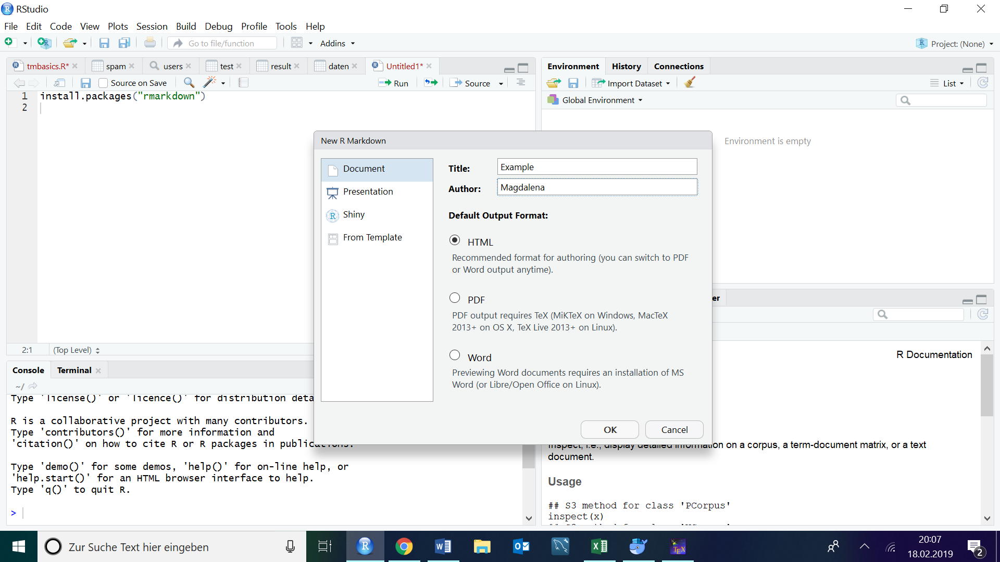 RStudio
File Edit Code View Plots Session Build Debug Profile Tools Help
Go to file/function Addins Project: (None)
tmbasics.R* spam users test result daten Untitled1*
Source on Save Run Source
1 install.packages("rmarkdown")
2
2:1 (Top Level)
Environment History Connections
Import Dataset List
Global Environment
Environment is empty
New R Markdown
Document
Presentation
Shiny
From Template
Title: Example
Author: Magdalena
Default Output Format:
HTML
Recommended format for authoring (you can switch to PDF
or Word output anytime).
PDF
PDF output requires TeX (MiKTeX on Windows, MacTeX
2013+ on OS X, TeX Live 2013+ on Linux).
Word
Previewing Word documents requires an installation of MS
Word (or Libre/Open Office on Linux).
OK Cancel
Console Terminal
~/
Type 'license()' or 'licence()' for distribution deta
R is a collaborative project with many contributors.
Type 'contributors()' for more information and
'citation()' on how to cite R or R packages in publications.
Type 'demo()' for some demos, 'help()' for on-line help, or
'help.start()' for an HTML browser interface to help.
Type 'q()' to quit R.
>
er
R Documentation
Inspect, i.e., display detailed information on a corpus, a term-document matrix, or a text
document.
Usage
## S3 method for class 'PCorpus'
inspect(x)
Zur Suche Text hier eingeben
20:07
18.02.2019
2